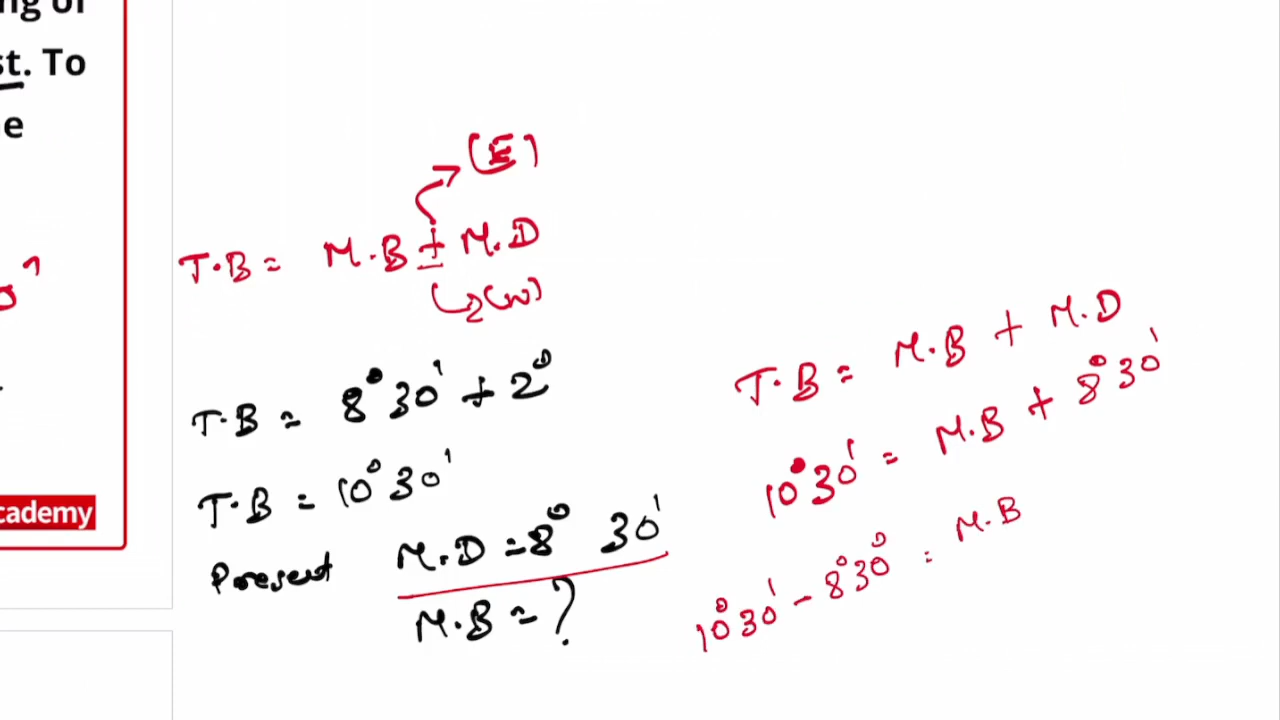 ng of
st. To
e
(E)
T.B = M.B ± M.D
(W)
T.B = 8° 30' + 2°
T.B = 10° 30'
Present M.D = 8° 30'
M.B = ?
T.B = M.B + M.D
10° 30' = M.B + 8° 30'
10° 30' - 8° 30° = M.B
cademy